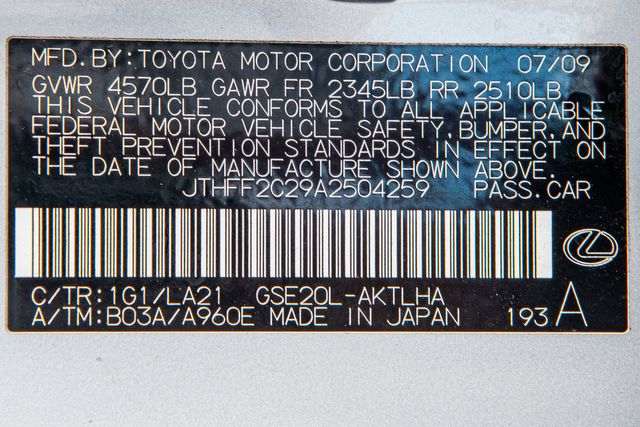 MFD.BY:TOYOTA MOTOR CORPORATION 07/09
GVWR 4570LB GAWR FR 2345LB RR 2510LB
THIS VEHICLE CONFORMS TO ALL APPLICABLE
FEDERAL MOTOR VEHICLE SAFETY,BUMPER,AND
THEFT PREVENTION STANDARDS IN EFFECT ON
THE DATE OF MANUFACTURE SHOWN ABOVE.
JTHFF2C29A2504259 PASS.CAR
C/TR:1G1/LA21 GSE20L-AKTLHA
A/TM:B03A/A960E MADE IN JAPAN 193 A